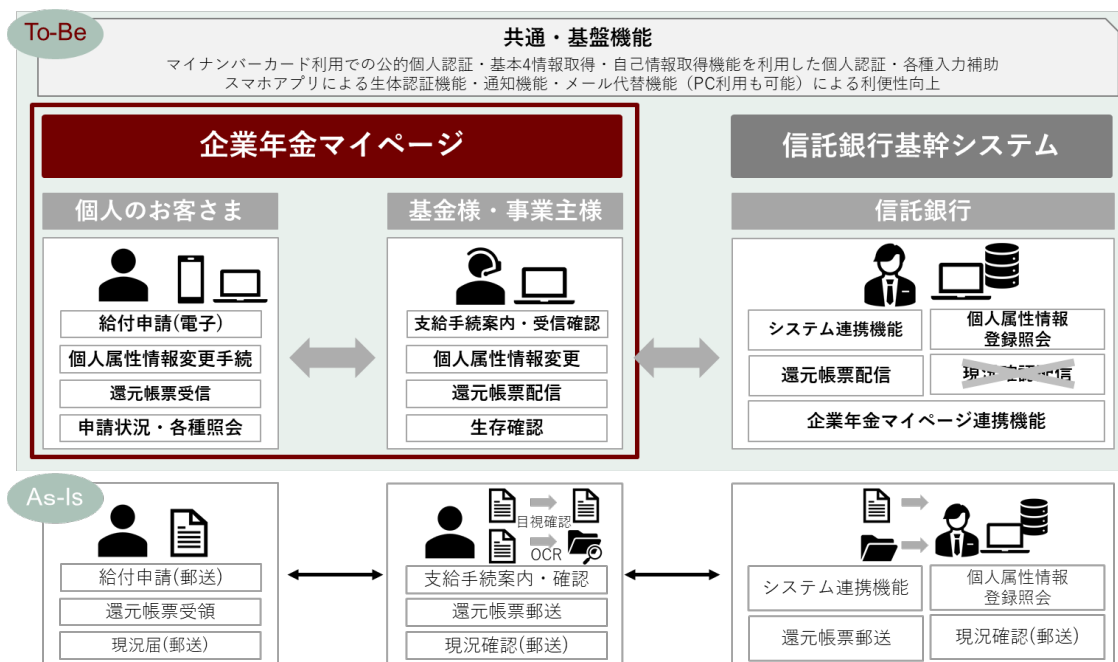 To-Be
共通・基盤機能
マイナンバーカード利用での公的個人認証・基本4情報取得・自己情報取得機能を利用した個人認証・各種入力補助
スマホアプリによる生体認証機能・通知機能・メール代替機能（PC利用も可能）による利便性向上
企業年金マイページ
信託銀行基幹システム
個人のお客さま
基金様・事業主様
信託銀行
給付申請(電子)
個人属性情報変更手続
還元帳票受信
申請状況・各種照会
支給手続案内・受信確認
個人属性情報変更
還元帳票配信
生存確認
システム連携機能
個人属性情報
登録照会
還元帳票配信
現況確認配信
企業年金マイページ連携機能
As-Is
給付申請(郵送)
還元帳票受領
現況届(郵送)
目視確認
OCR
支給手続案内・確認
還元帳票郵送
現況確認(郵送)
システム連携機能
個人属性情報
登録照会
還元帳票郵送
現況確認(郵送)